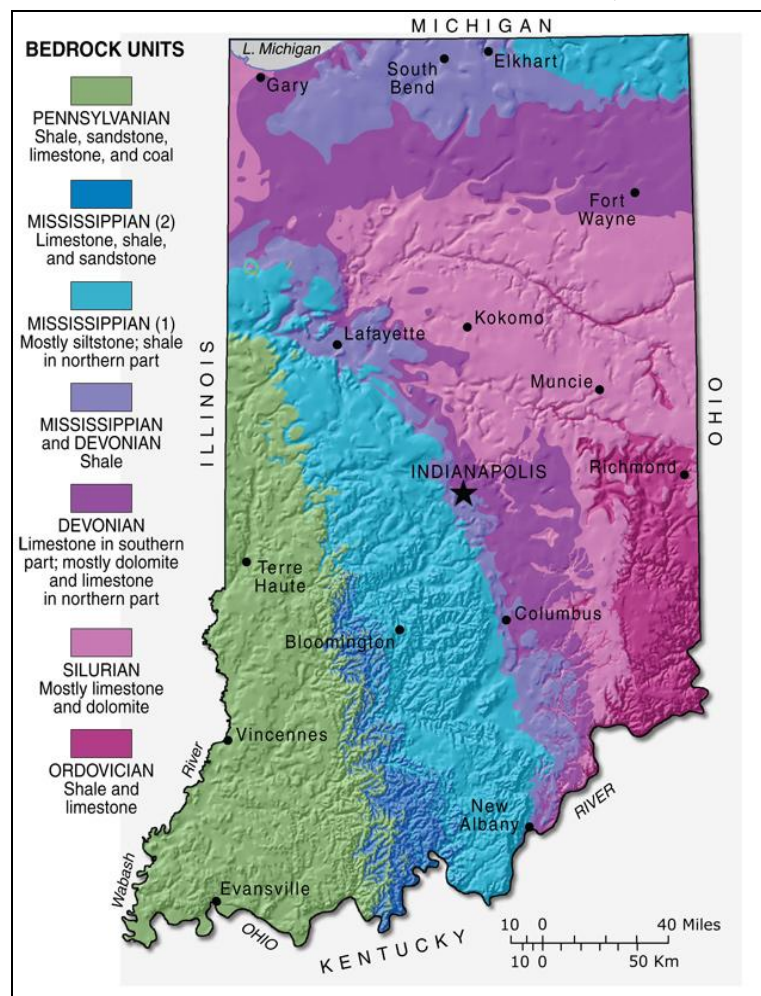 MICHIGAN
BEDROCK UNITS
PENNSYLVANIAN
Shale, sandstone,
limestone, and coal
MISSISSIPPIAN (2)
Limestone, shale,
and sandstone
MISSISSIPPIAN (1)
Mostly siltstone; shale
in northern part
MISSISSIPPIAN
and DEVONIAN
Shale
DEVONIAN
Limestone in southern
part; mostly dolomite
and limestone
in northern part
SILURIAN
Mostly limestone
and dolomite
ORDOVICIAN
Shale and
limestone
L. Michigan
Gary
South
Bend
Elkhart
Fort
Wayne
Lafayette
Kokomo
Muncie
ILLINOIS
OHIO
INDIANAPOLIS
Richmond
Terre
Haute
Bloomington
Columbus
Vincennes
River
Wabash
New
Albany
RIVER
Evansville
OHIO
KENTUCKY
10 0 40 Miles
10 0 50 Km